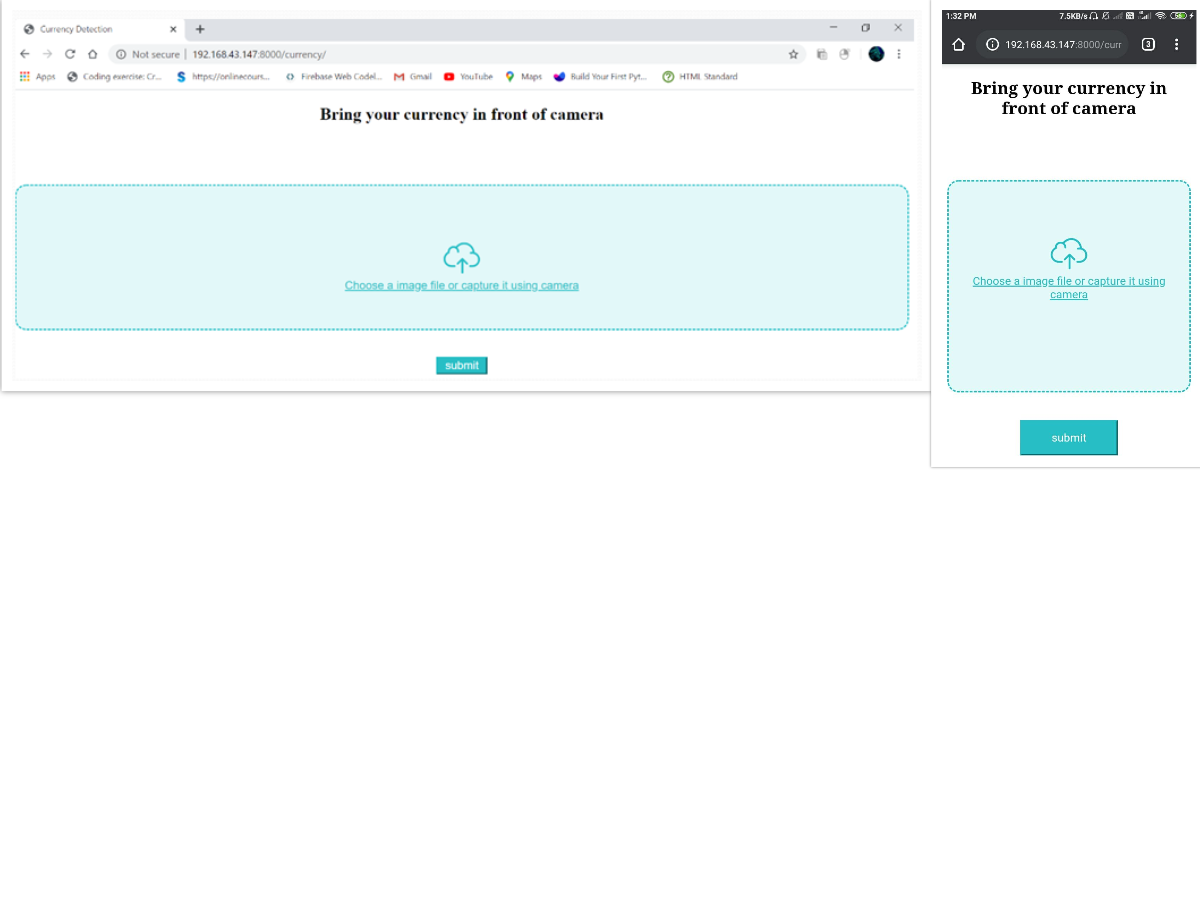 Currency Detection
Not secure | 192.168.43.147:8000/currency/
Apps Coding exercise: Cr... https://onlinecours... Firebase Web Codel... Gmail YouTube Maps Build Your First Pyt... HTML Standard
Bring your currency in front of camera
Choose a image file or capture it using camera
submit
1:32 PM 7.5KB/s
192.168.43.147:8000/curr 3
Bring your currency in
front of camera
Choose a image file or capture it using
camera
submit